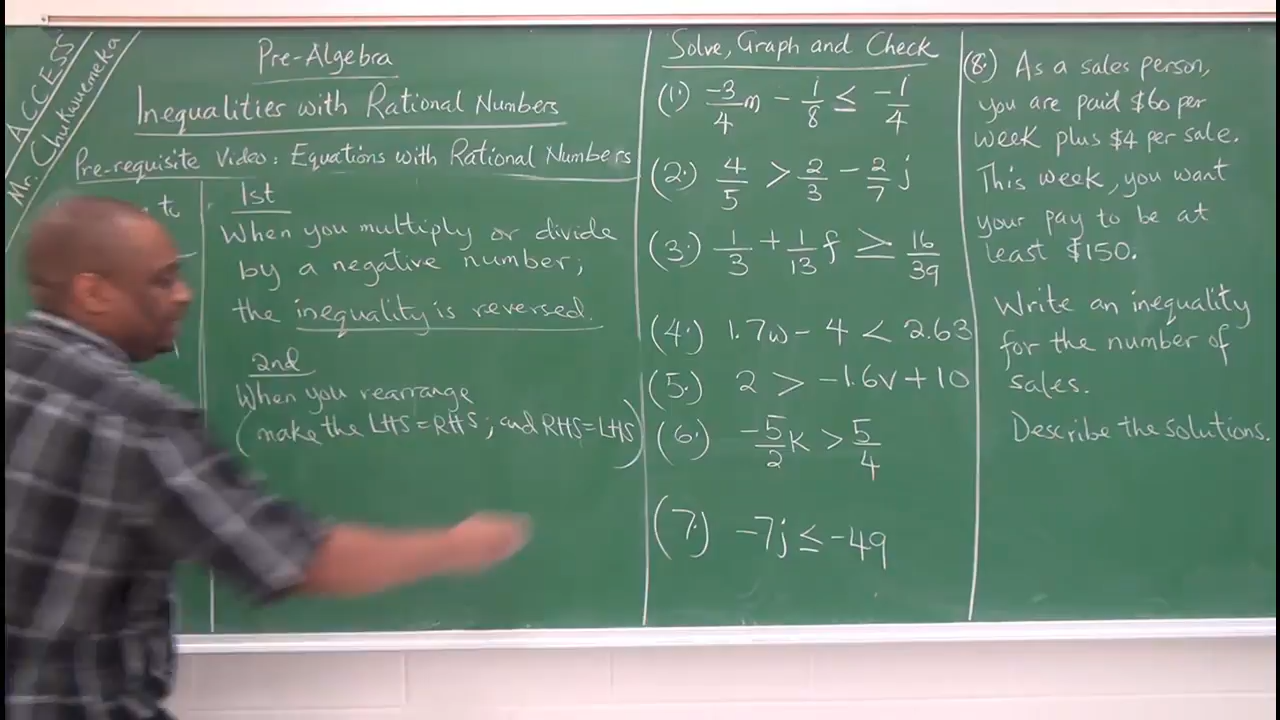 ACCESS
Mr. Chukwuemeka
Pre-Algebra
Inequalities with Rational Numbers
Pre-requisite Video: Equations with Rational Numbers
to
1st
When you multiply or divide
by a negative number;
the inequality is reversed.
2nd
When you rearrange
(make the LHS = RHS; and RHS = LHS)
Solve, Graph and Check
(1.) -3/4 m - 1/8 ≤ -1/4
(2.) 4/5 > 2/3 - 2/7 j
(3.) 1/3 + 1/13 f ≥ 16/39
(4.) 1.7w - 4 < 2.63
(5.) 2 > -1.6v + 10
(6.) -5/2 k > 5/4
(7.) -7j ≤ -49
(8.) As a sales person,
you are paid $60 per
week plus $4 per sale.
This week, you want
your pay to be at
least $150.
Write an inequality
for the number of
sales.
Describe the solutions.